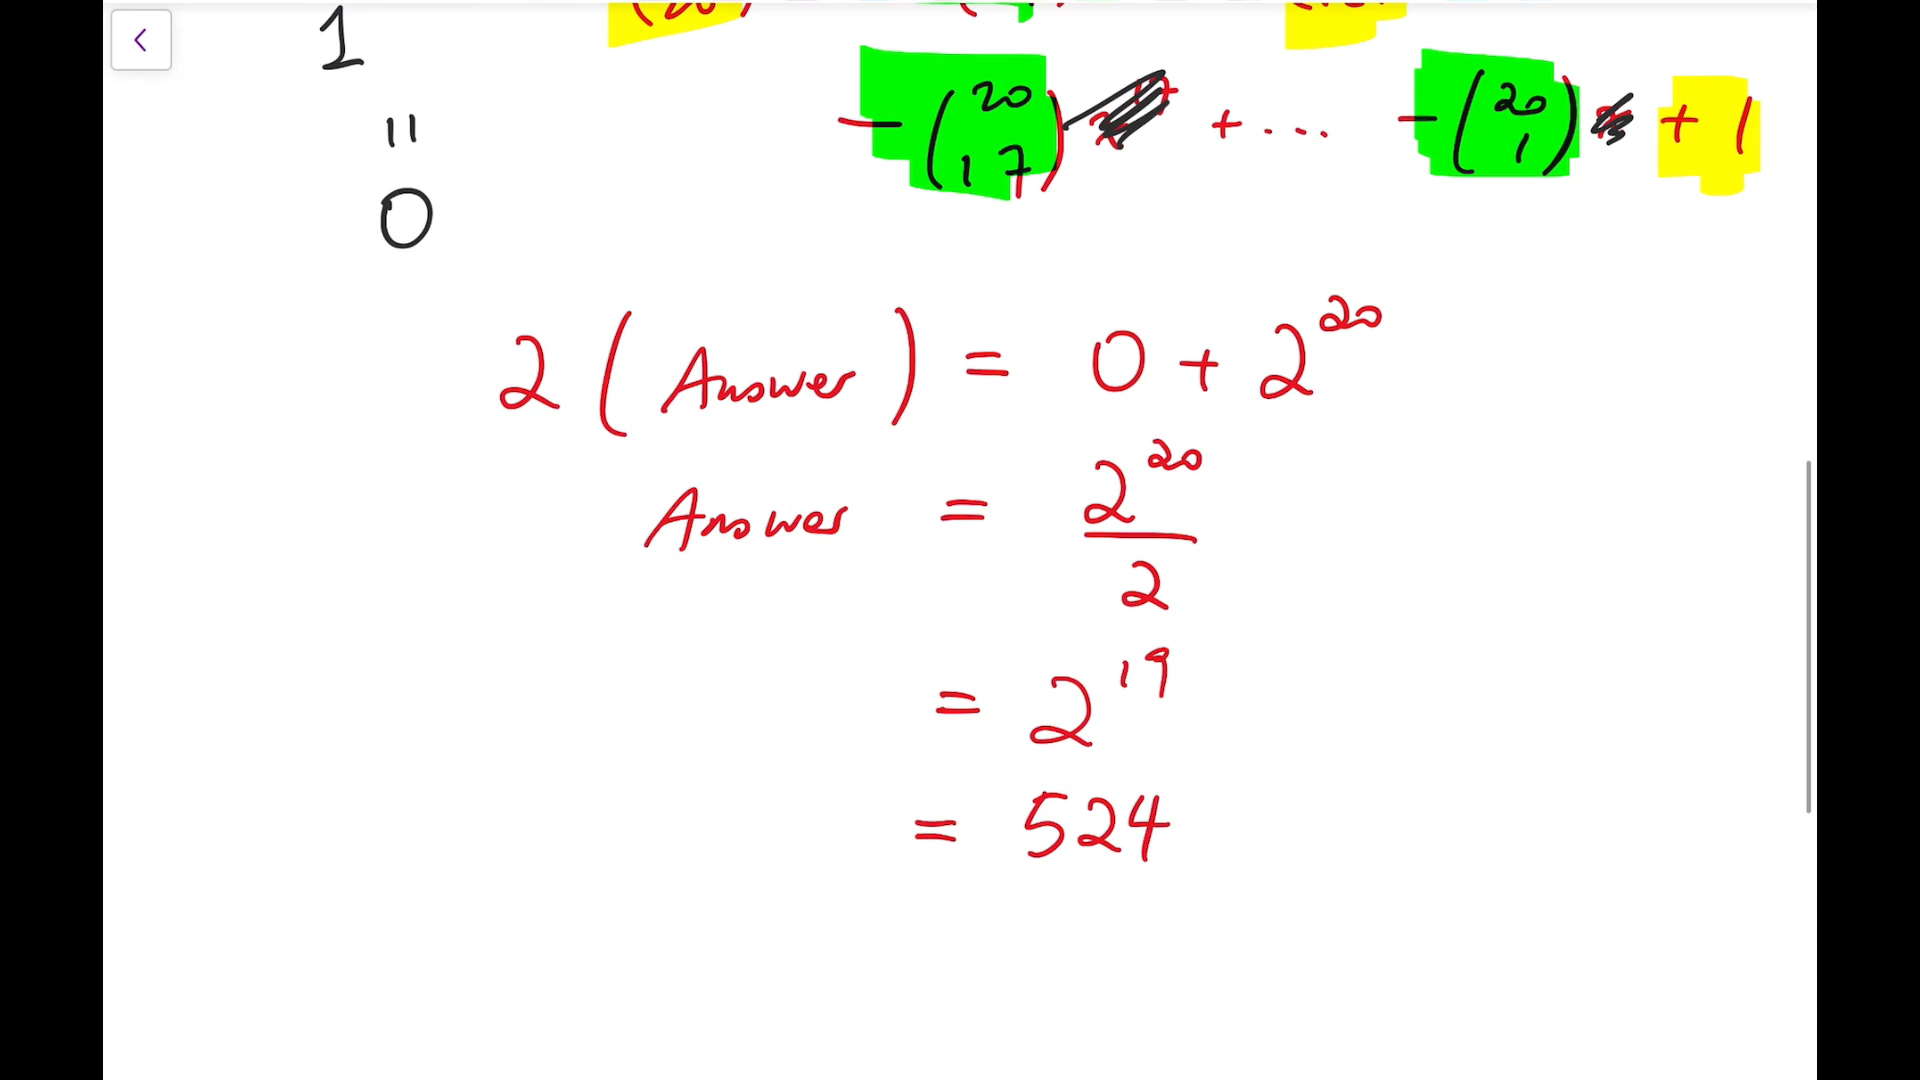 1
− (20 17) + .... − (20 1) + 1
=
0
2 ( Answer ) = 0 + 2^20
Answer = 2^20 / 2
= 2^19
= 524